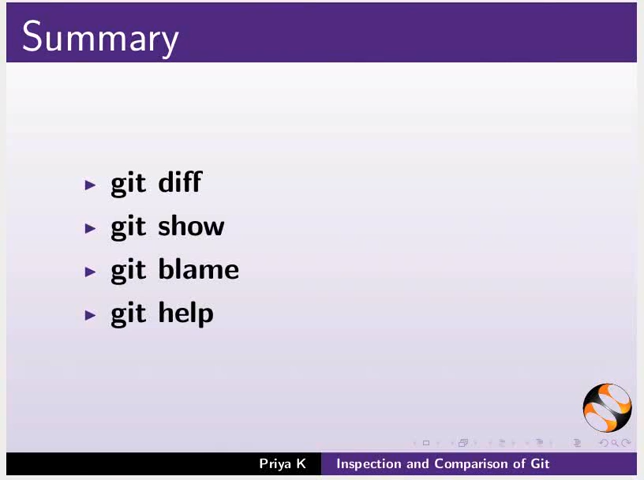 Summary
git diff
git show
git blame
git help
Priya K
Inspection and Comparison of Git